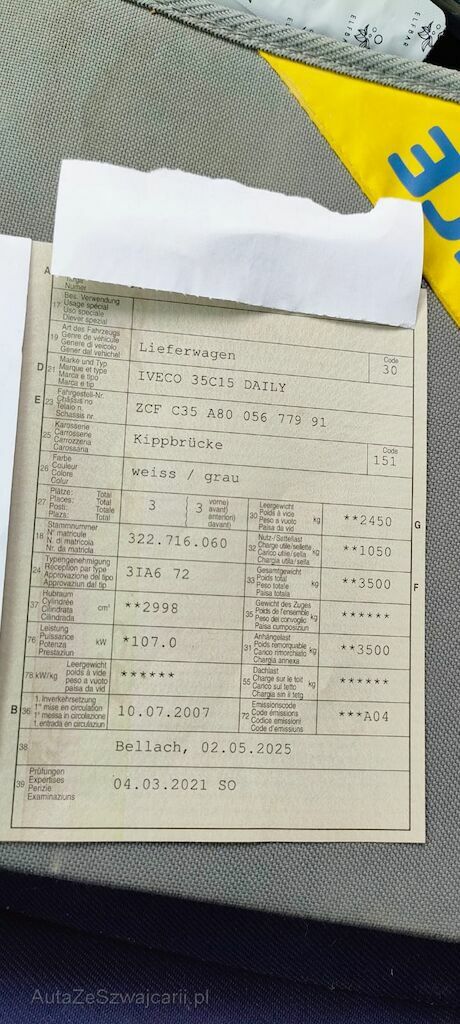 ELFBAR
A
Numer
17 Bes. Verwendung
Usage spécial
Uso speciale
Diever spezial
19 Art des Fahrzeugs
Genre de véhicule
Genere di veicolo
Gener dal vehichel
Lieferwagen
Code
30
D 21 Marke und Typ
Marque et type
Marca e tipo
Marca e tip
IVECO 35C15 DAILY
E 23 Fahrgestell-Nr.
Châssis no
Telaio n.
Schassis nr.
ZCF C35 A80 056 779 91
25 Karosserie
Carrosserie
Carrozzeria
Carossaria
Kippbrücke
Code
151
26 Farbe
Couleur
Colore
Colur
weiss / grau
27 Plätze: Total
Places: Total
Posti: Totale
Plazs: Total
3
( 3 vorne)
avant)
anteriori)
davant)
30 Leergewicht
Poids à vide
Peso a vuoto
Paisa da vid
kg
**2450
G
18 Stammnummer
N° matricule
N. di matricola
Nr. da matricla
322.716.060
32 Nutz-/Sattellast
Charge utile/sellette
Carico utile/sella
Chargia utila/sella
kg
**1050
24 Typengenehmigung
Réception par type
Approvazione del tipo
Approvaziun dal tip
3IA6 72
33 Gesamtgewicht
Poids total
Peso totale
Paisa totala
kg
**3500
F
37 Hubraum
Cylindrée
Cilindrata
Cilindrada
cm³
**2998
35 Gewicht des Zuges
Poids de l'ensemble
Peso del convoglio
Paisa cumposiziun
kg
******
76 Leistung
Puissance
Potenza
Prestaziun
kW
*107.0
31 Anhängelast
Poids remorquable
Carico rimorchiato
Chargia annexa
kg
**3500
78 kW/kg
Leergewicht
poids à vide
peso a vuoto
paisa da vid
******
55 Dachlast
Charge sur le toit
Carico sul tetto
Chargia sin il tetg
kg
******
B 36 1. Inverkehrsetzung
1re mise en circulation
1a messa in circolazione
1. entrada en circulaziun
10.07.2007
72 Emissionscode
Code émissions
Codice emissioni
Code d'emissiuns
***A04
38
Bellach, 02.05.2025
39 Prüfungen
Expertises
Perizie
Examinaziuns
04.03.2021 SO
AutaZeSzwajcarii.pl